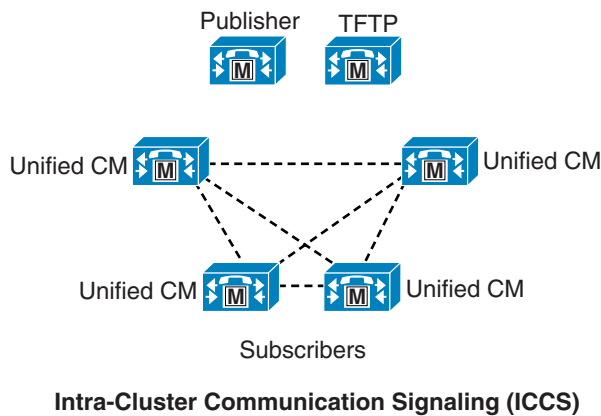 Publisher TFTP
M M
Unified CM M M Unified CM
Unified CM M M Unified CM
Subscribers
Intra-Cluster Communication Signaling (ICCS)